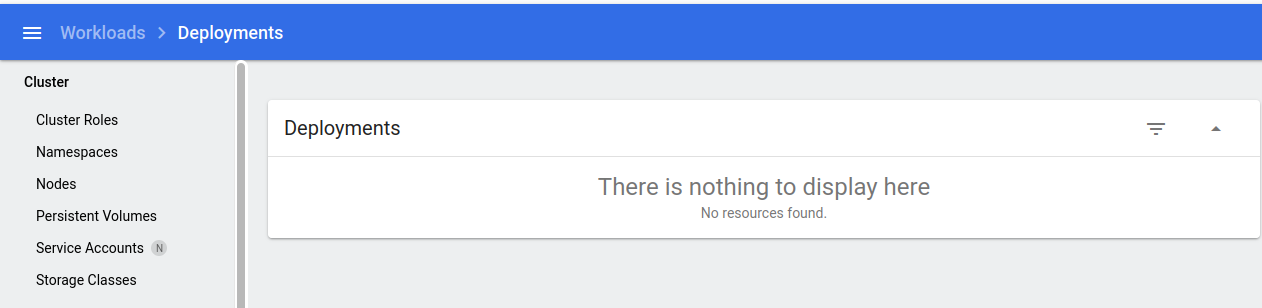 Workloads > Deployments
Cluster
Cluster Roles
Namespaces
Nodes
Persistent Volumes
Service Accounts N
Storage Classes
Deployments
There is nothing to display here
No resources found.